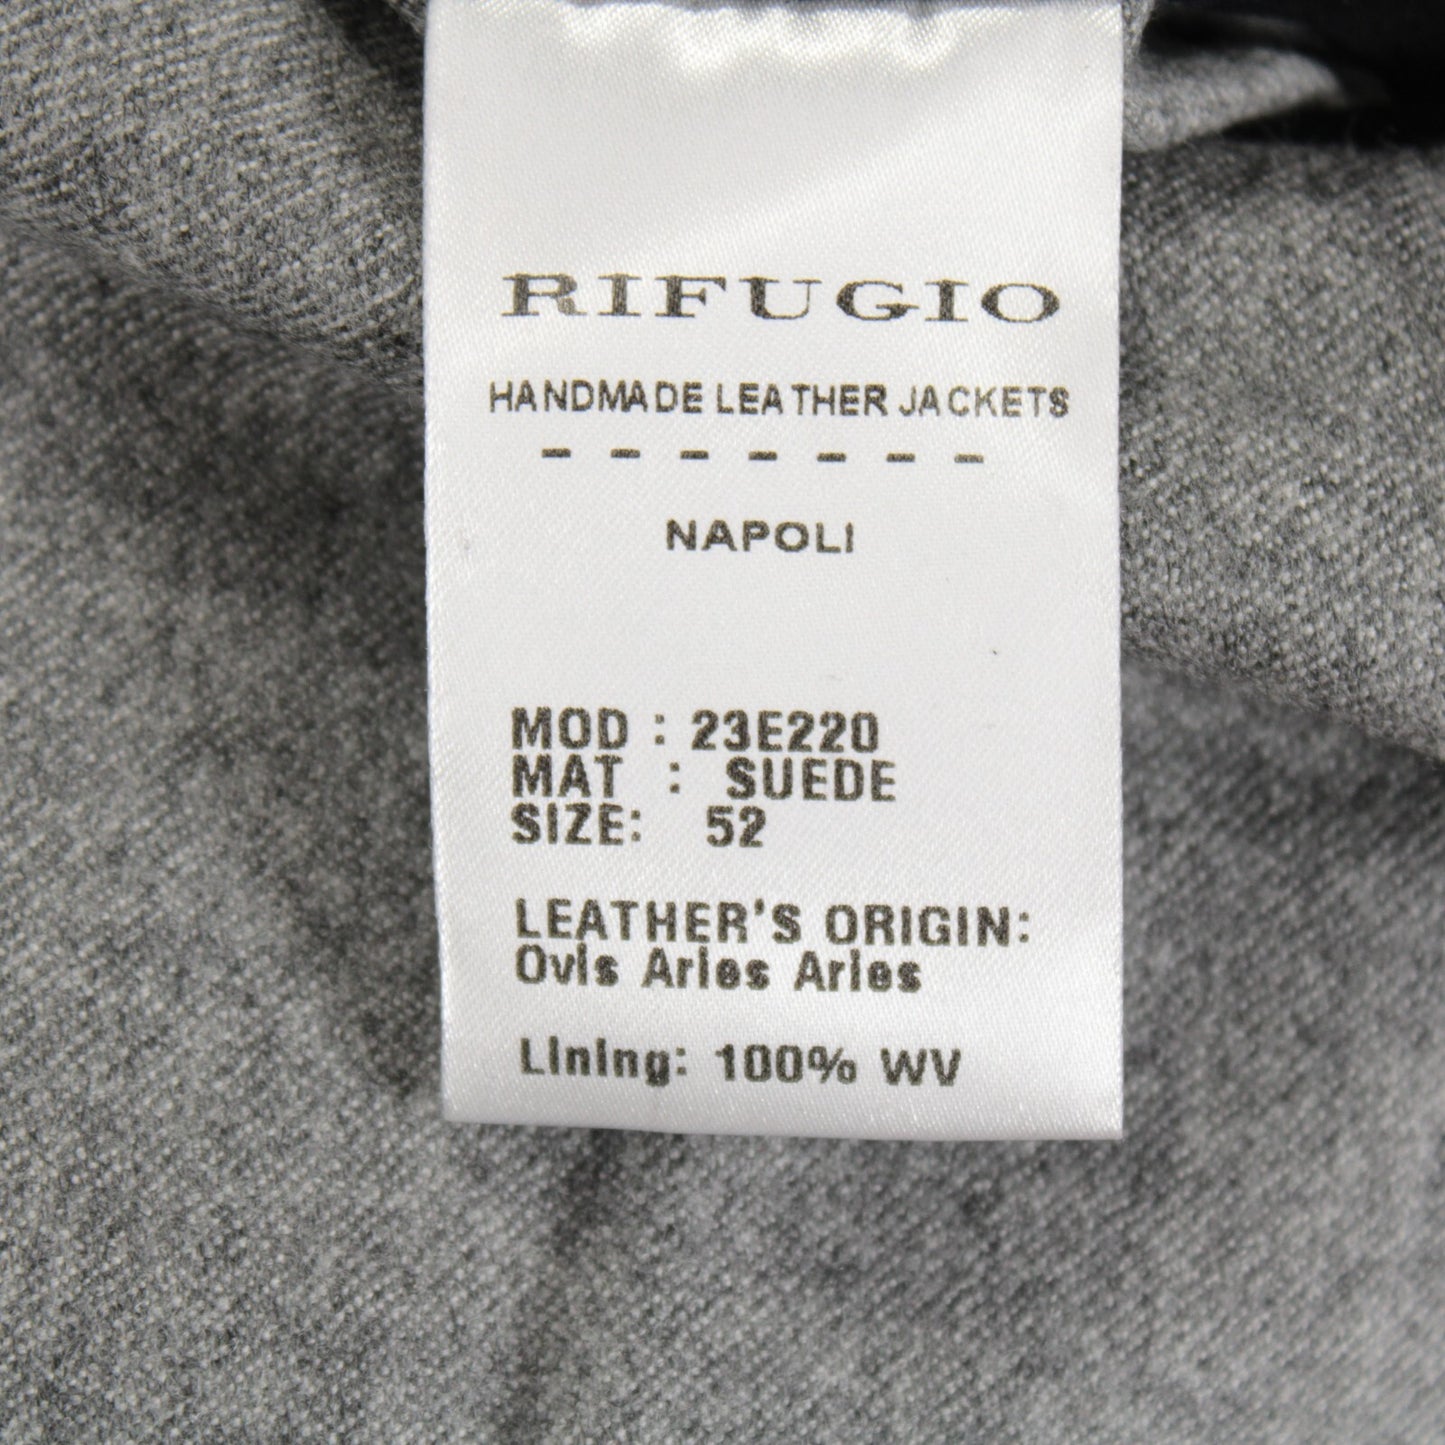 RIFUGIO
HANDMADE LEATHER JACKETS
- - - - - - -
NAPOLI
MOD : 23E220
MAT : SUEDE
SIZE: 52
LEATHER'S ORIGIN:
Ovis Aries Aries
Lining: 100% WV